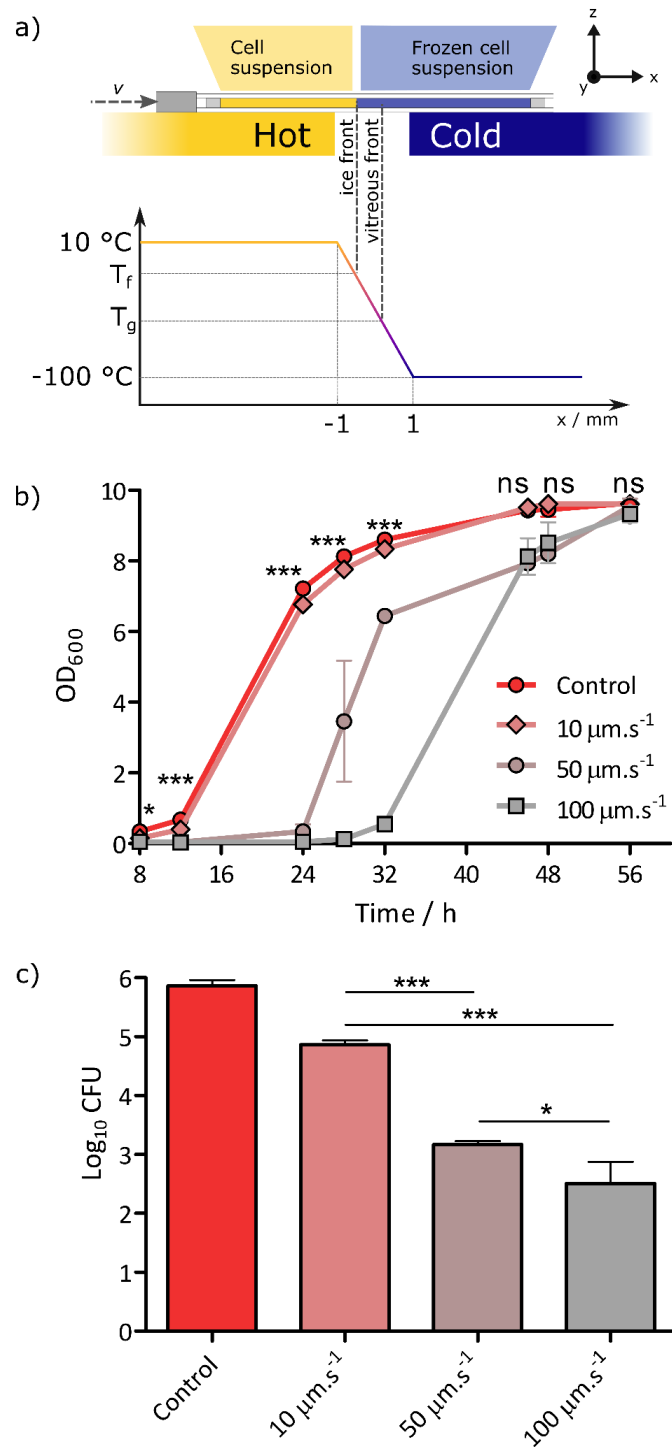 a)
Cell
suspension
Frozen cell
suspension
z
y
x
v
Hot
Cold
ice front
vitreous front
10 °C
T_f
T_g
-100 °C
-1
1
x / mm
b)
ns ns ns
***
***
***
***
*
10
8
6
4
2
0
OD₆₀₀
Control
10 µm.s⁻¹
50 µm.s⁻¹
100 µm.s⁻¹
8 16 24 32 40 48 56
Time / h
c)
6
5
4
3
2
1
0
Log₁₀ CFU
***
***
*
Control
10 µm.s⁻¹
50 µm.s⁻¹
100 µm.s⁻¹